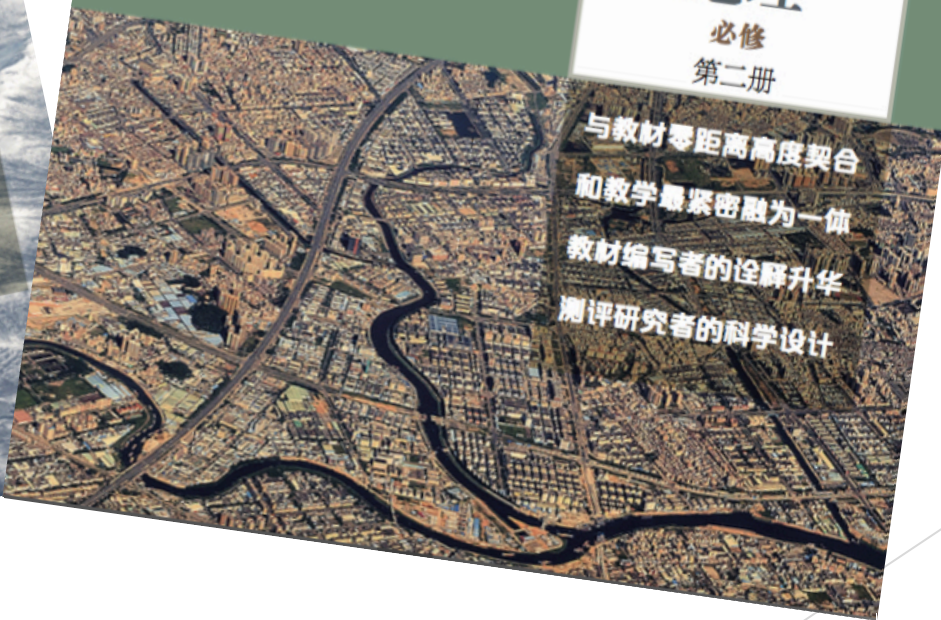 必修
第二册
与教材零距离高度契合
和教学最紧密融为一体
教材编写者的诠释升华
测评研究者的科学设计